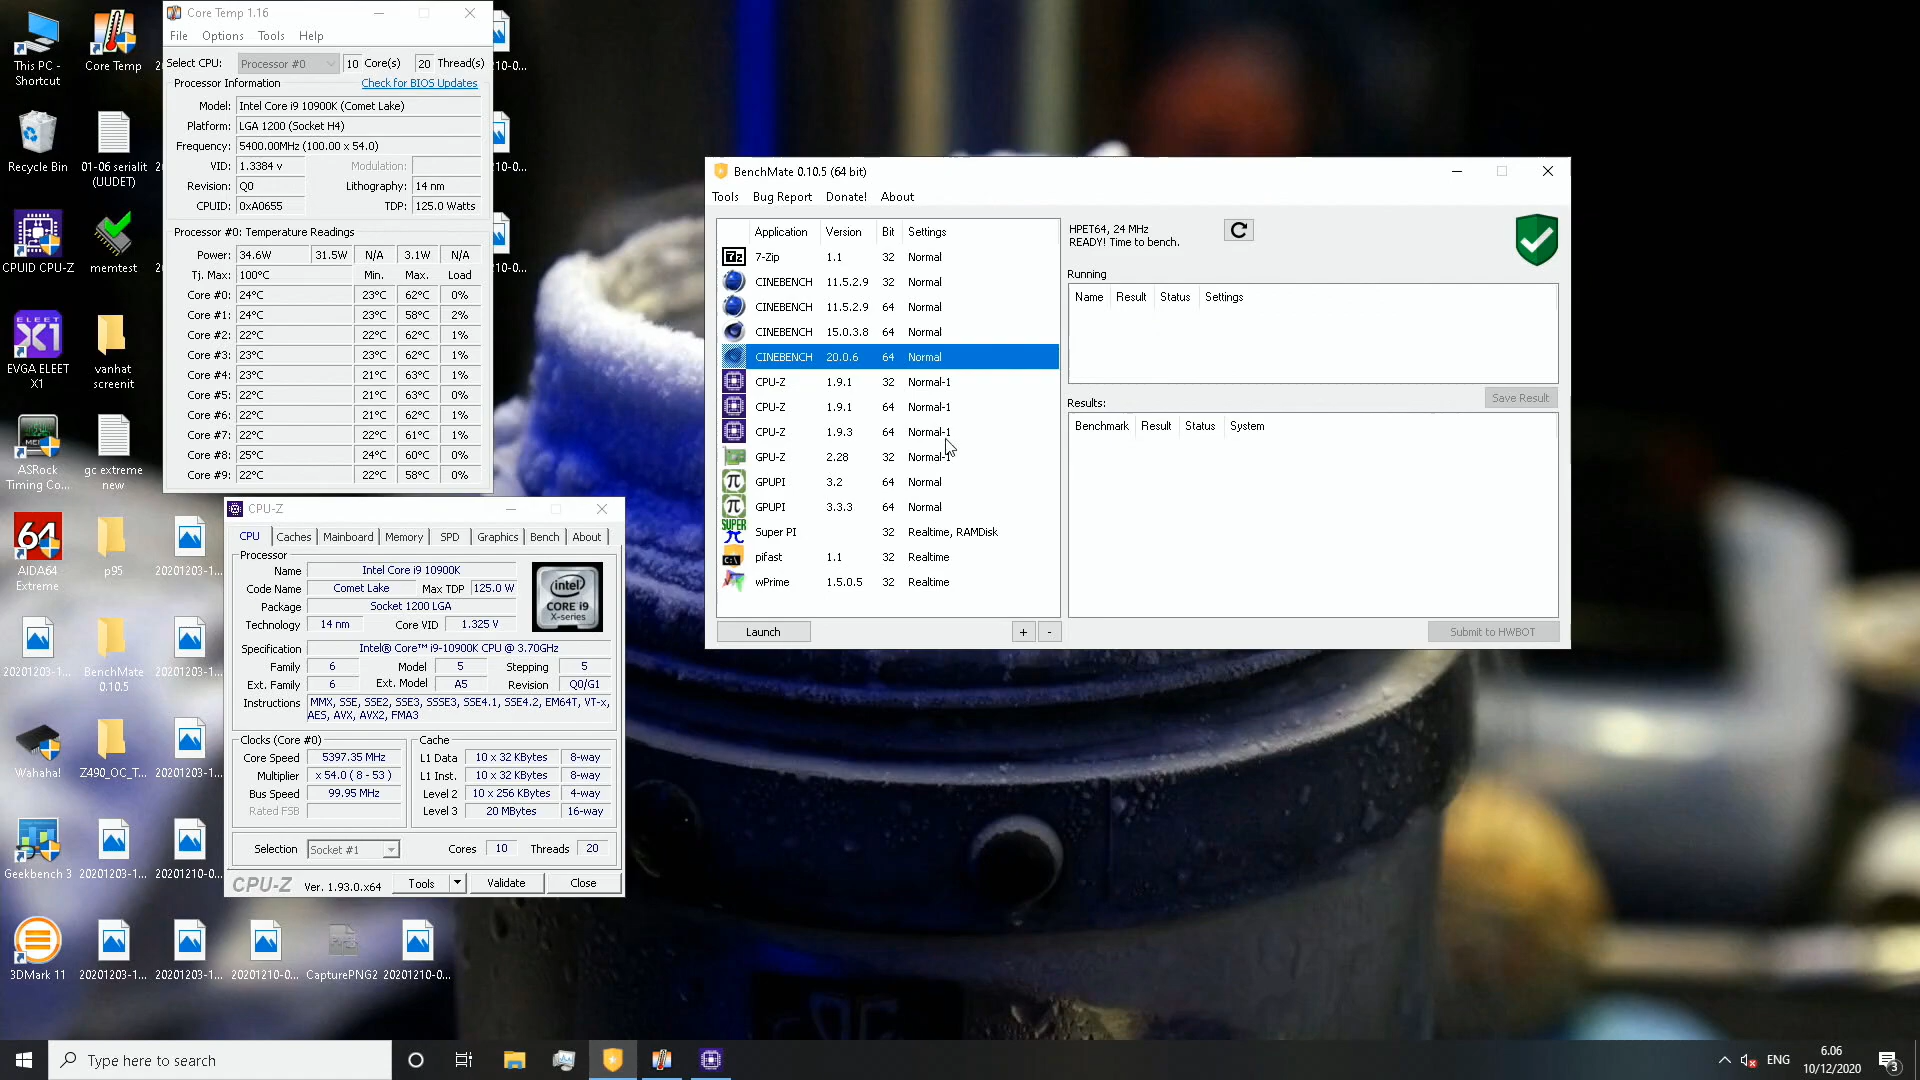 This PC -
Shortcut
Core Temp
Recycle Bin
01-06 serialit
(UUDET)
CPUID CPU-Z
memtest
EVGA ELEET
X1
vanhat
screenit
ASRock
Timing Co...
gc extreme
new
AIDA64
Extreme
p95
20201203-1...
20201203-1...
BenchMate
0.10.5
20201203-1...
Wahaha!
Z490_OC_T...
20201203-1...
Geekbench 3
20201203-1...
20201210-0...
3DMark 11
20201203-1...
20201203-1...
20201210-0...
CapturePNG2
20201210-0...
Core Temp 1.16
File Options Tools Help
Select CPU: Processor #0 10 Core(s) 20 Thread(s)
Processor Information Check for BIOS Updates
Model: Intel Core i9 10900K (Comet Lake)
Platform: LGA 1200 (Socket H4)
Frequency: 5400.00MHz (100.00 x 54.0)
VID: 1.3384 v Modulation:
Revision: Q0 Lithography: 14 nm
CPUID: 0xA0655 TDP: 125.0 Watts
Processor #0: Temperature Readings
Power: 34.6W 31.5W N/A 3.1W N/A
Tj. Max: 100°C Min. Max. Load
Core #0: 24°C 23°C 62°C 0%
Core #1: 24°C 23°C 58°C 2%
Core #2: 22°C 22°C 62°C 1%
Core #3: 23°C 23°C 62°C 1%
Core #4: 23°C 21°C 63°C 1%
Core #5: 22°C 21°C 63°C 0%
Core #6: 22°C 21°C 62°C 1%
Core #7: 22°C 22°C 61°C 1%
Core #8: 25°C 24°C 60°C 0%
Core #9: 22°C 22°C 58°C 0%
CPU-Z
CPU Caches Mainboard Memory SPD Graphics Bench About
Processor
Name Intel Core i9 10900K
Code Name Comet Lake Max TDP 125.0 W
Package Socket 1200 LGA
Technology 14 nm Core VID 1.325 V
intel
CORE i9
X-series
Specification Intel® Core™ i9-10900K CPU @ 3.70GHz
Family 6 Model 5 Stepping 5
Ext. Family 6 Ext. Model A5 Revision Q0/G1
Instructions MMX, SSE, SSE2, SSE3, SSSE3, SSE4.1, SSE4.2, EM64T, VT-x,
AES, AVX, AVX2, FMA3
Clocks (Core #0) Cache
Core Speed 5397.35 MHz L1 Data 10 x 32 KBytes 8-way
Multiplier x 54.0 ( 8 - 53 ) L1 Inst. 10 x 32 KBytes 8-way
Bus Speed 99.95 MHz Level 2 10 x 256 KBytes 4-way
Rated FSB Level 3 20 MBytes 16-way
Selection Socket #1 Cores 10 Threads 20
CPU-Z Ver. 1.93.0.x64 Tools Validate Close
BenchMate 0.10.5 (64 bit)
Tools Bug Report Donate! About
Application Version Bit Settings
7-Zip 1.1 32 Normal
CINEBENCH 11.5.2.9 32 Normal
CINEBENCH 11.5.2.9 64 Normal
CINEBENCH 15.0.3.8 64 Normal
CINEBENCH 20.0.6 64 Normal
CPU-Z 1.9.1 32 Normal-1
CPU-Z 1.9.1 64 Normal-1
CPU-Z 1.9.3 64 Normal-1
GPU-Z 2.28 32 Normal-1
GPUPI 3.2 64 Normal
GPUPI 3.3.3 64 Normal
Super PI 32 Realtime, RAMDisk
pifast 1.1 32 Realtime
wPrime 1.5.0.5 32 Realtime
Launch + -
HPET64, 24 MHz
READY! Time to bench.
Running
Name Result Status Settings
Save Result
Results:
Benchmark Result Status System
Submit to HWBOT
Type here to search
ENG
6.06
10/12/2020
3